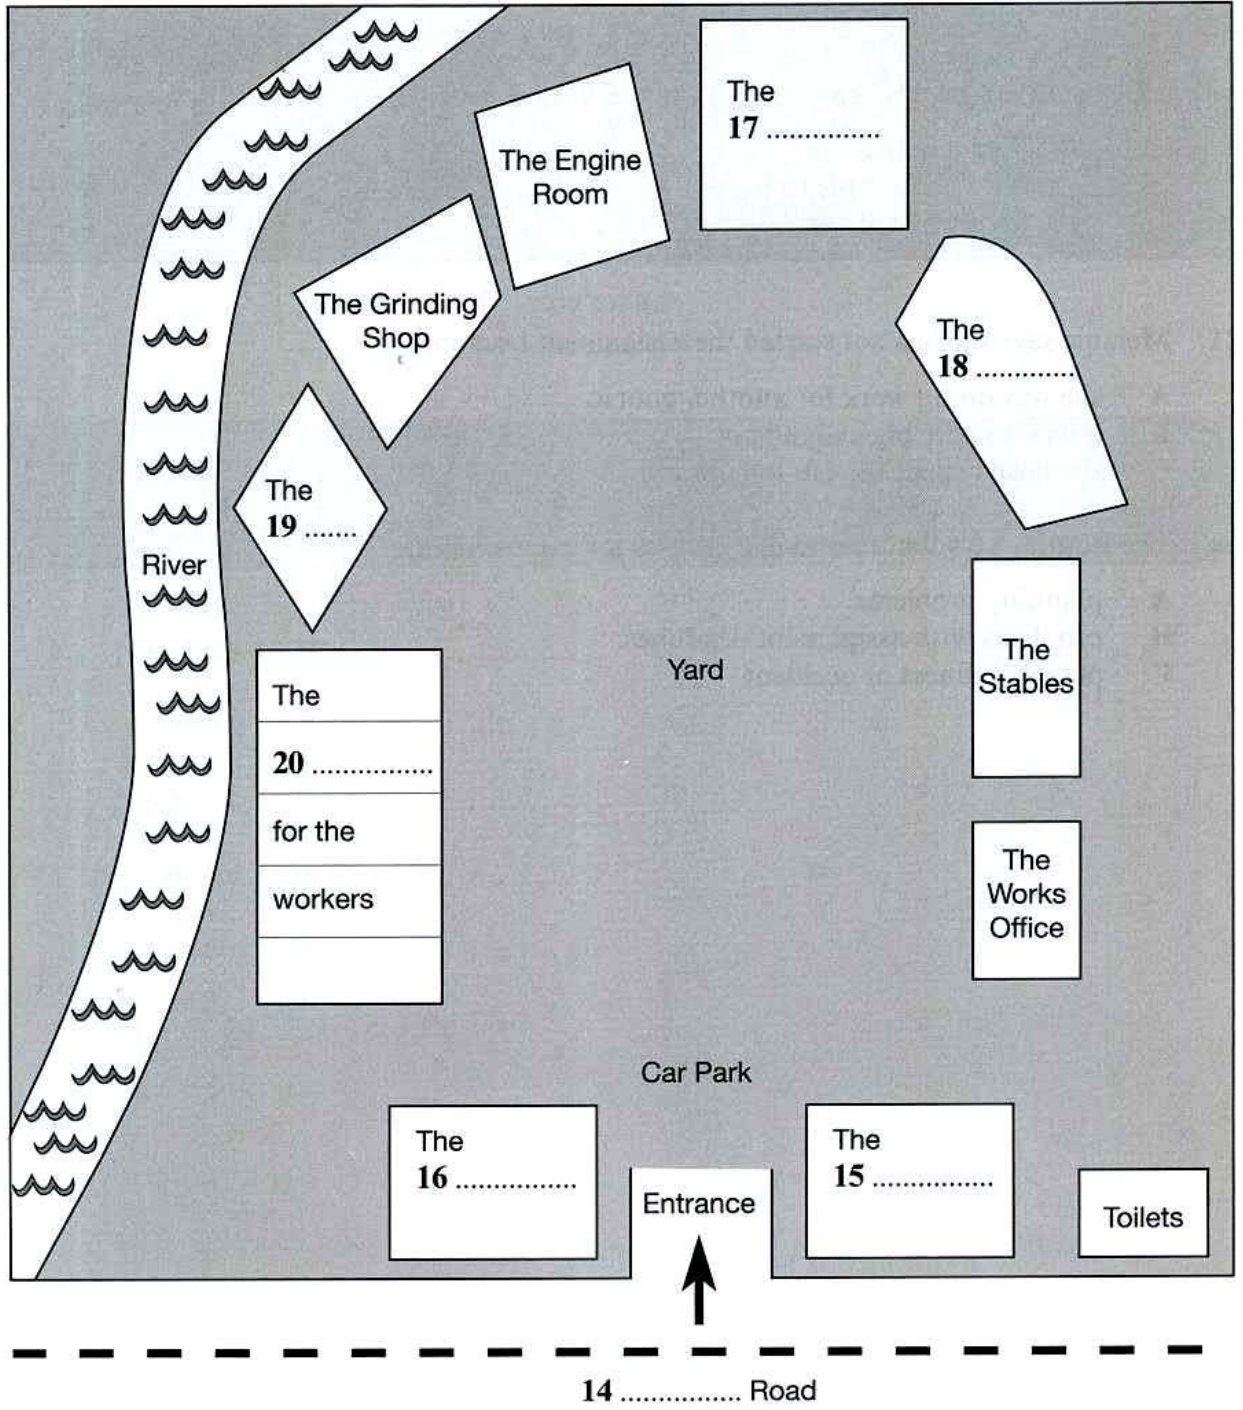 The
17 ................
The Engine
Room
The Grinding
Shop
The
18 .............
The
19 .......
River
The
Stables
Yard
The
20 .................
for the
workers
The
Works
Office
Car Park
The
16 .................
Entrance
The
15 .................
Toilets
14 ................. Road